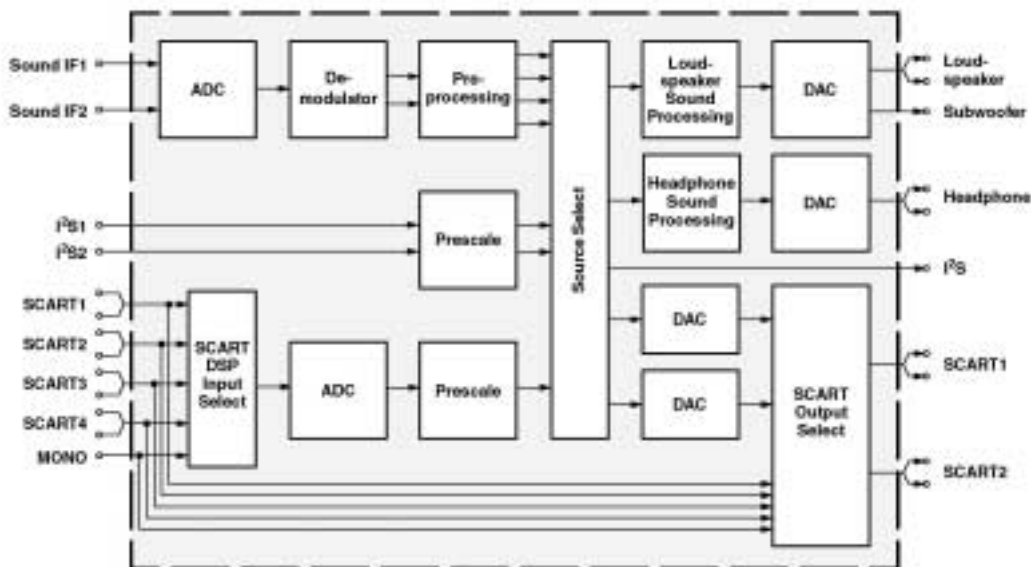 Sound IF1
Sound IF2
ADC
De-
modulator
Pre-
processing
Loud-
speaker
Sound
Processing
DAC
Loud-
speaker
Subwoofer
I²S1
I²S2
Prescale
Source Select
Headphone
Sound
Processing
DAC
Headphone
I²S
SCART1
SCART2
SCART3
SCART4
MONO
SCART
DSP
Input
Select
ADC
Prescale
DAC
DAC
SCART
Output
Select
SCART1
SCART2